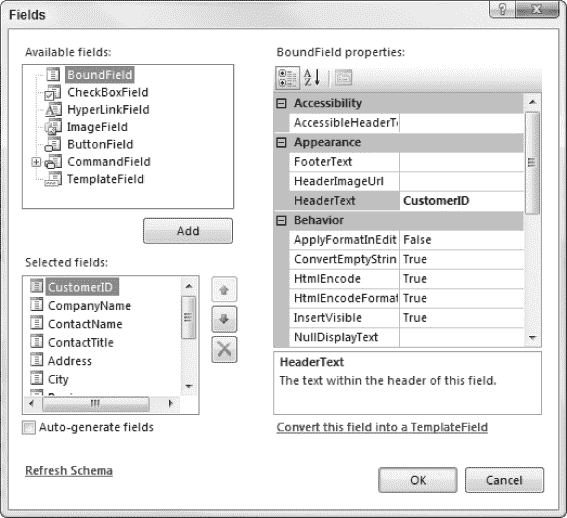 Fields
Available fields:
BoundField
CheckBoxField
HyperLinkField
ImageField
ButtonField
CommandField
TemplateField
Add
Selected fields:
CustomerID
CompanyName
ContactName
ContactTitle
Address
City
Auto-generate fields
Refresh Schema
BoundField properties:
Accessibility
AccessibleHeaderT
Appearance
FooterText
HeaderImageUrl
HeaderText CustomerID
Behavior
ApplyFormatInEdit False
ConvertEmptyStrin True
HtmlEncode True
HtmlEncodeFormat True
InsertVisible True
NullDisplayText
HeaderText
The text within the header of this field.
Convert this field into a TemplateField
OK
Cancel